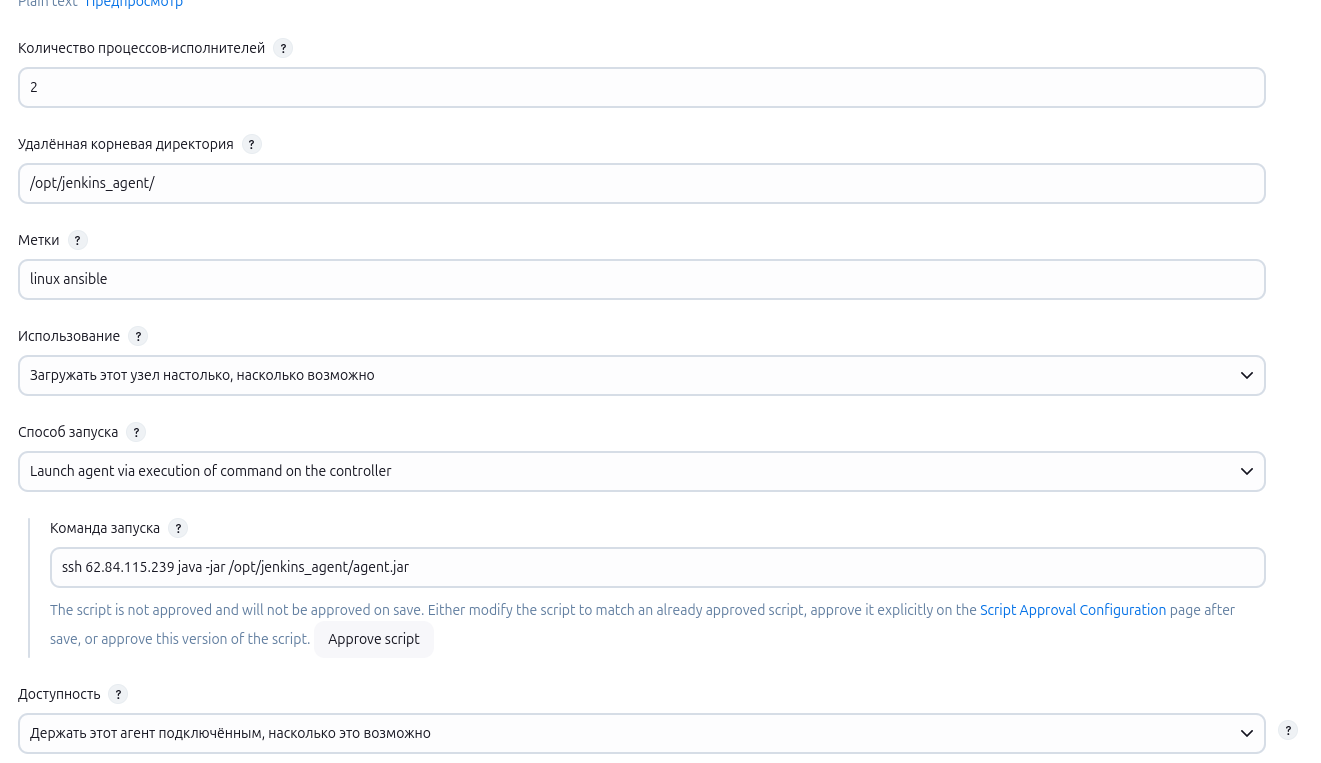 Plain text Предпросмотр
Количество процессов-исполнителей ?
2
Удалённая корневая директория ?
/opt/jenkins_agent/
Метки ?
linux ansible
Использование ?
Загружать этот узел настолько, насколько возможно
Способ запуска ?
Launch agent via execution of command on the controller
Команда запуска ?
ssh 62.84.115.239 java -jar /opt/jenkins_agent/agent.jar
The script is not approved and will not be approved on save. Either modify the script to match an already approved script, approve it explicitly on the Script Approval Configuration page after
save, or approve this version of the script. Approve script
Доступность ?
Держать этот агент подключённым, насколько это возможно ?